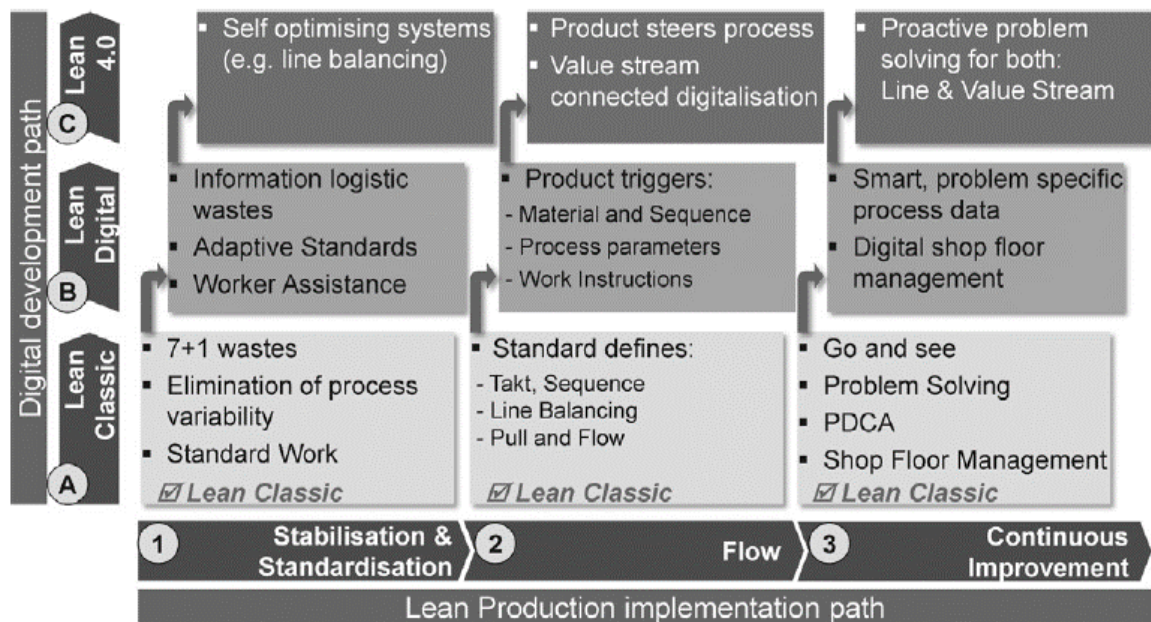 Digital development path
Lean
4.0
C
▪ Self optimising systems
(e.g. line balancing)
▪ Product steers process
▪ Value stream
connected digitalisation
▪ Proactive problem
solving for both:
Line & Value Stream
Lean
Digital
B
▪ Information logistic
wastes
▪ Adaptive Standards
▪ Worker Assistance
▪ Product triggers:
- Material and Sequence
- Process parameters
- Work Instructions
▪ Smart, problem specific
process data
▪ Digital shop floor
management
Lean
Classic
A
▪ 7+1 wastes
▪ Elimination of process
variability
▪ Standard Work
☑ Lean Classic
▪ Standard defines:
- Takt, Sequence
- Line Balancing
- Pull and Flow
☑ Lean Classic
▪ Go and see
▪ Problem Solving
▪ PDCA
▪ Shop Floor Management
☑ Lean Classic
1
Stabilisation &
Standardisation
2
Flow
3
Continuous
Improvement
Lean Production implementation path